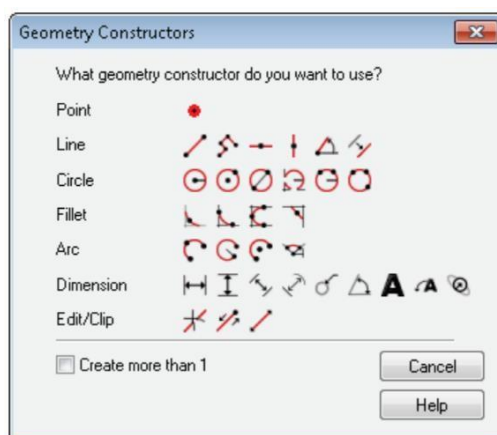 Geometry Constructors
What geometry constructor do you want to use?
Point
Line
Circle
Fillet
Arc
Dimension A A
Edit/Clip
Create more than 1
Cancel
Help